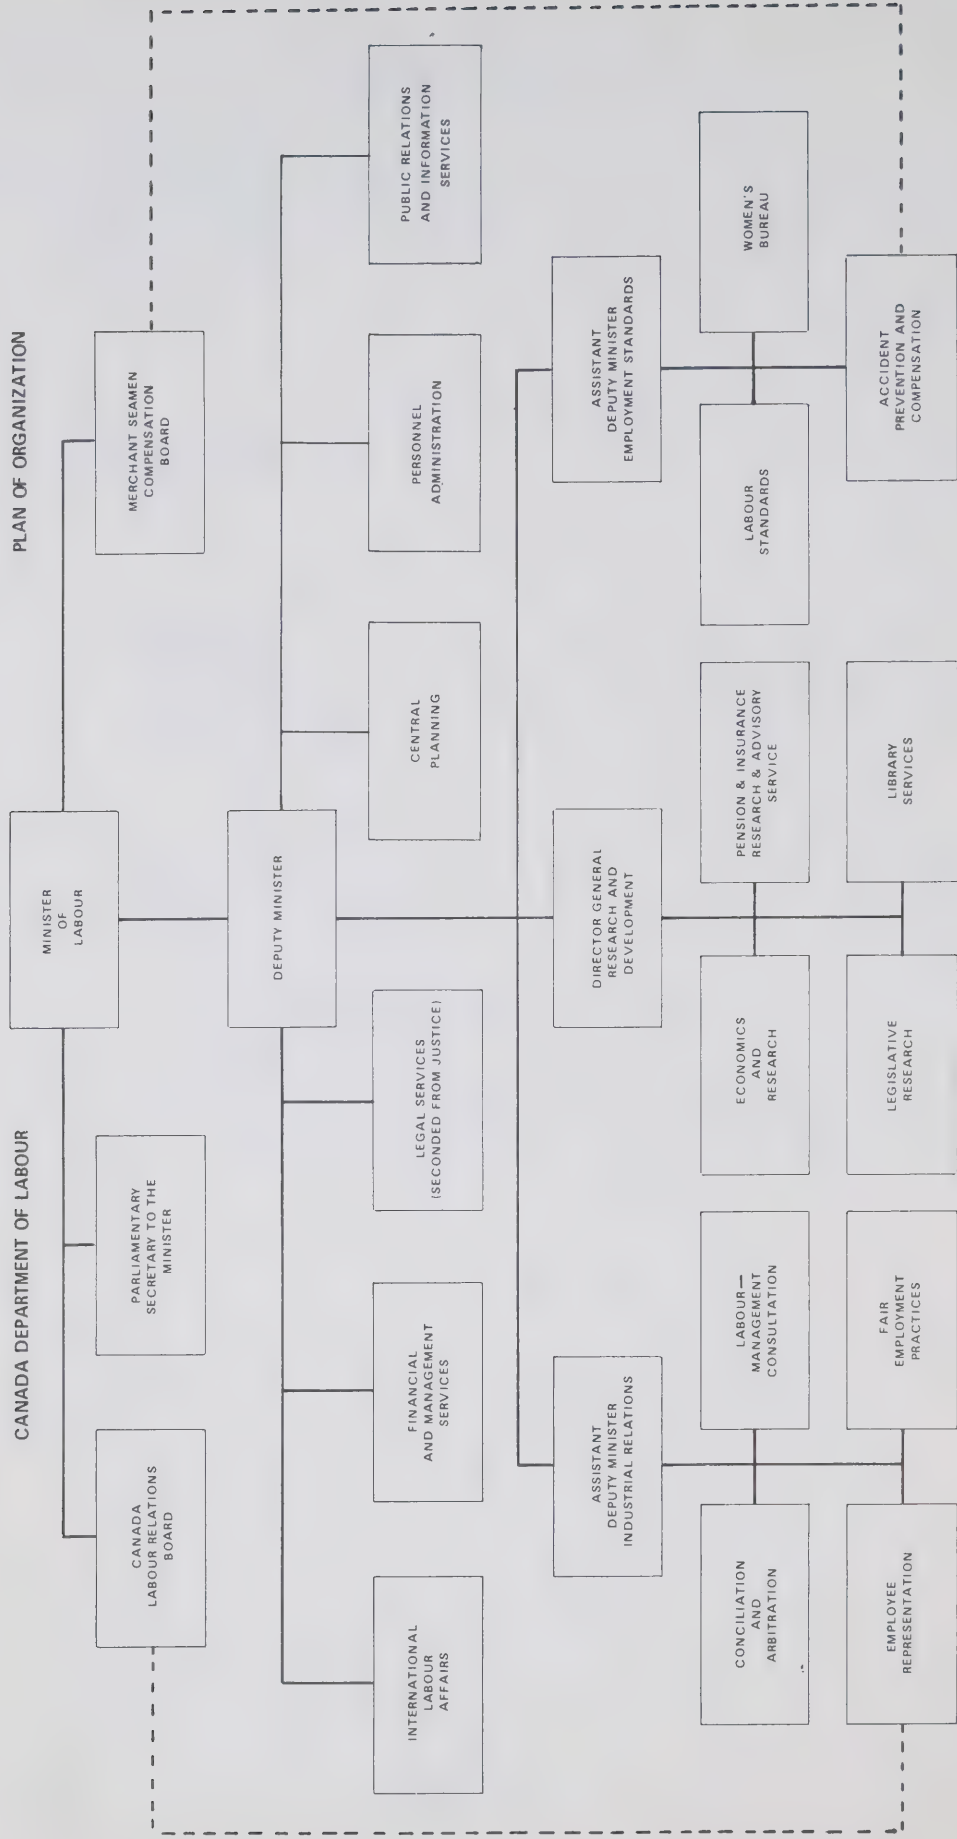 CANADA DEPARTMENT OF LABOUR
PLAN OF ORGANIZATION
MINISTER
OF
LABOUR
CANADA
LABOUR RELATIONS
BOARD
PARLIAMENTARY
SECRETARY TO THE
MINISTER
MERCHANT SEAMEN
COMPENSATION
BOARD
DEPUTY MINISTER
INTERNATIONAL
LABOUR
AFFAIRS
FINANCIAL
AND MANAGEMENT
SERVICES
LEGAL SERVICES
(SECONDED FROM JUSTICE)
CENTRAL
PLANNING
PERSONNEL
ADMINISTRATION
PUBLIC RELATIONS
AND INFORMATION
SERVICES
ASSISTANT
DEPUTY MINISTER
INDUSTRIAL RELATIONS
DIRECTOR GENERAL
RESEARCH AND
DEVELOPMENT
ASSISTANT
DEPUTY MINISTER
EMPLOYMENT STANDARDS
CONCILIATION
AND
ARBITRATION
LABOUR—
MANAGEMENT
CONSULTATION
ECONOMICS
AND
RESEARCH
PENSION & INSURANCE
RESEARCH & ADVISORY
SERVICE
LABOUR
STANDARDS
WOMEN'S
BUREAU
EMPLOYEE
REPRESENTATION
FAIR
EMPLOYMENT
PRACTICES
LEGISLATIVE
RESEARCH
LIBRARY
SERVICES
ACCIDENT
PREVENTION AND
COMPENSATION